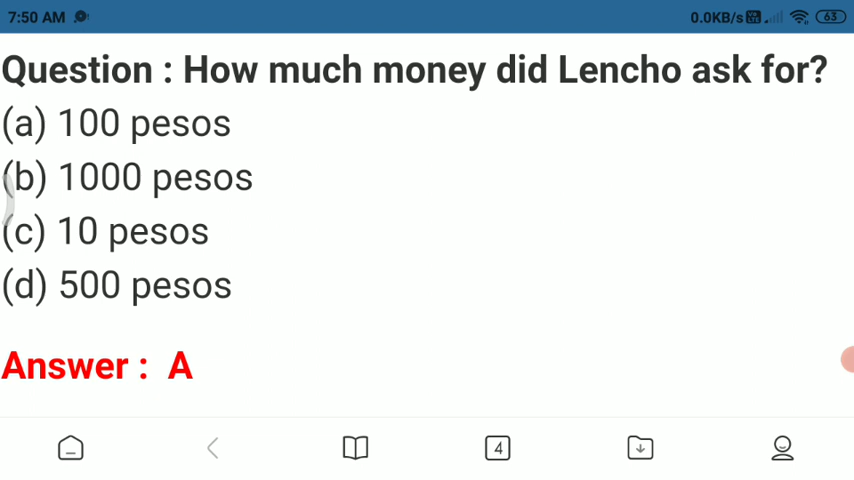 7:50 AM 0.0KB/s 63
Question : How much money did Lencho ask for?
(a) 100 pesos
(b) 1000 pesos
(c) 10 pesos
(d) 500 pesos
Answer : A
4